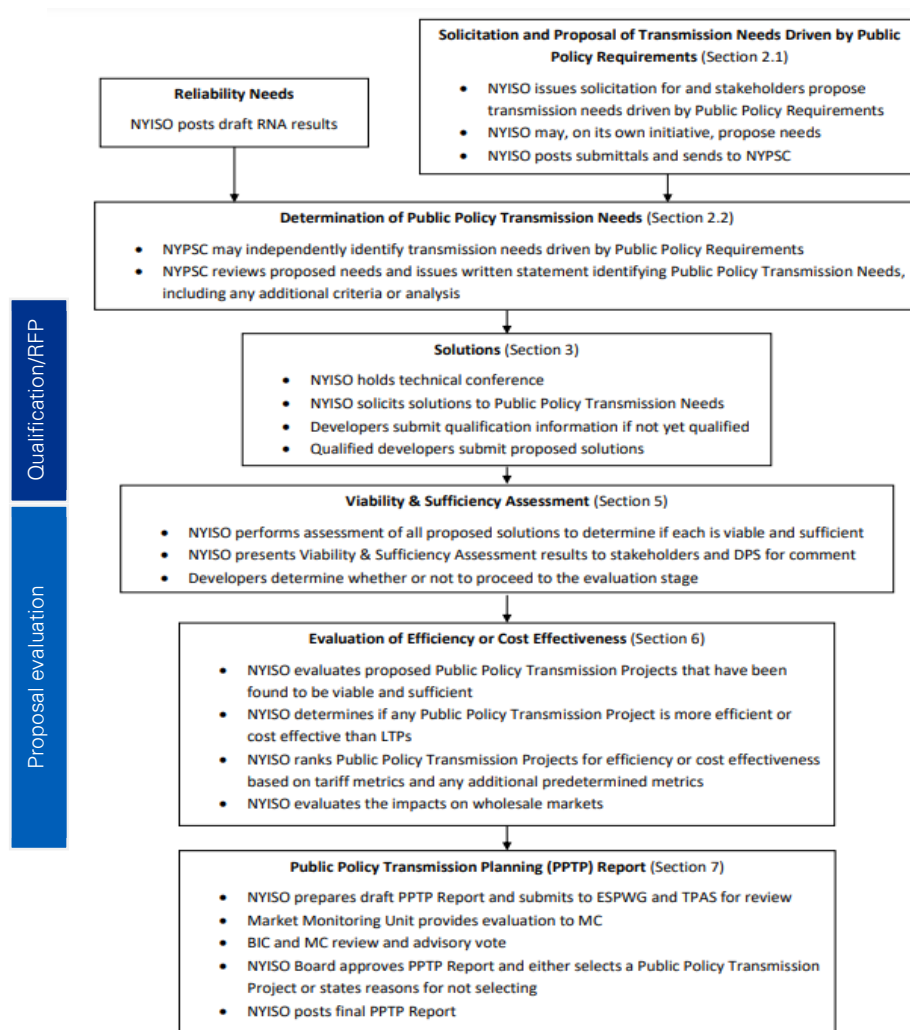 Solicitation and Proposal of Transmission Needs Driven by Public
Policy Requirements (Section 2.1)
• NYISO issues solicitation for and stakeholders propose
transmission needs driven by Public Policy Requirements
• NYISO may, on its own initiative, propose needs
• NYISO posts submittals and sends to NYPSC
Reliability Needs
NYISO posts draft RNA results
Determination of Public Policy Transmission Needs (Section 2.2)
• NYPSC may independently identify transmission needs driven by Public Policy Requirements
• NYPSC reviews proposed needs and issues written statement identifying Public Policy Transmission Needs,
including any additional criteria or analysis
Qualification/RFP
Solutions (Section 3)
• NYISO holds technical conference
• NYISO solicits solutions to Public Policy Transmission Needs
• Developers submit qualification information if not yet qualified
• Qualified developers submit proposed solutions
Proposal evaluation
Viability & Sufficiency Assessment (Section 5)
• NYISO performs assessment of all proposed solutions to determine if each is viable and sufficient
• NYISO presents Viability & Sufficiency Assessment results to stakeholders and DPS for comment
• Developers determine whether or not to proceed to the evaluation stage
Evaluation of Efficiency or Cost Effectiveness (Section 6)
• NYISO evaluates proposed Public Policy Transmission Projects that have been
found to be viable and sufficient
• NYISO determines if any Public Policy Transmission Project is more efficient or
cost effective than LTPs
• NYISO ranks Public Policy Transmission Projects for efficiency or cost effectiveness
based on tariff metrics and any additional predetermined metrics
• NYISO evaluates the impacts on wholesale markets
Public Policy Transmission Planning (PPTP) Report (Section 7)
• NYISO prepares draft PPTP Report and submits to ESPWG and TPAS for review
• Market Monitoring Unit provides evaluation to MC
• BIC and MC review and advisory vote
• NYISO Board approves PPTP Report and either selects a Public Policy Transmission
Project or states reasons for not selecting
• NYISO posts final PPTP Report